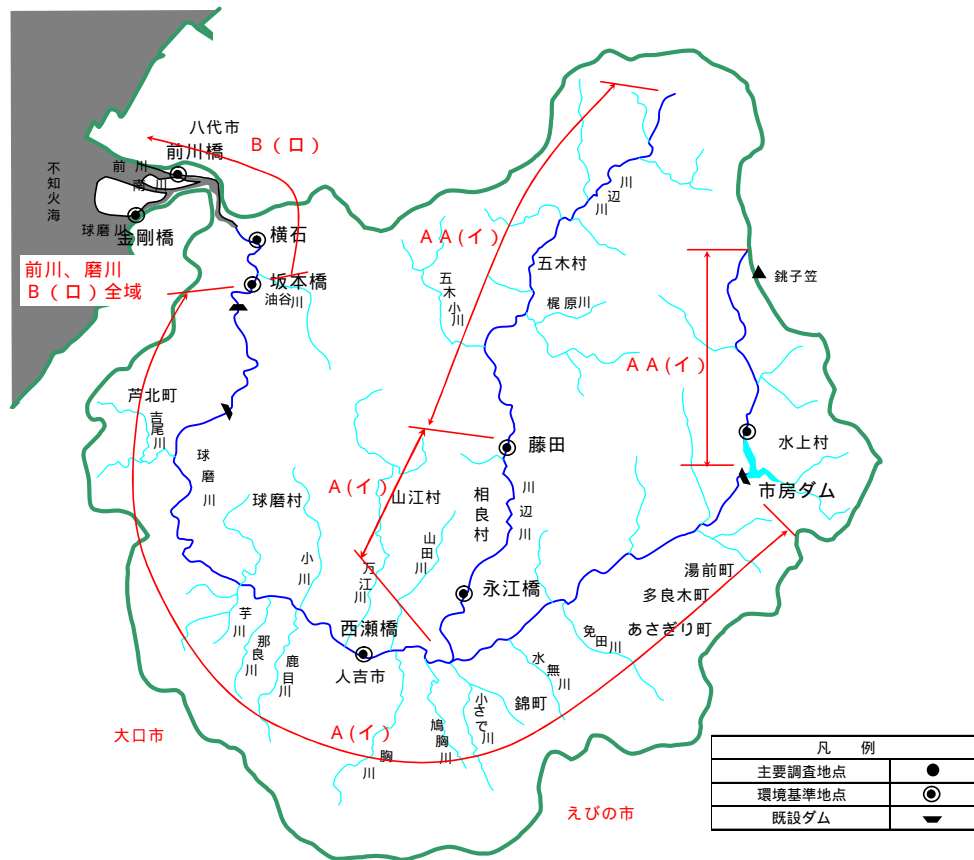 八代市
B(ロ)
前川橋
前川
南川
不知火海
球磨川
金剛橋
横石
前川、磨川
B(ロ)全域
坂本橋
油谷川
AA(イ)
川辺川
五木村
五木小川
梶原川
銚子笠
AA(イ)
芦北町
吉尾川
球磨川
球磨村
A(イ)
山江村
藤田
水上村
市房ダム
相良村
川辺川
山田川
万江川
小川
永江橋
湯前町
多良木町
あさぎり町
免田川
芋川
那良川
鹿目川
西瀬橋
人吉市
水無川
錦町
小さで川
鳩胸川
胸川
A(イ)
大口市
えびの市
凡 例
主要調査地点
環境基準地点
既設ダム